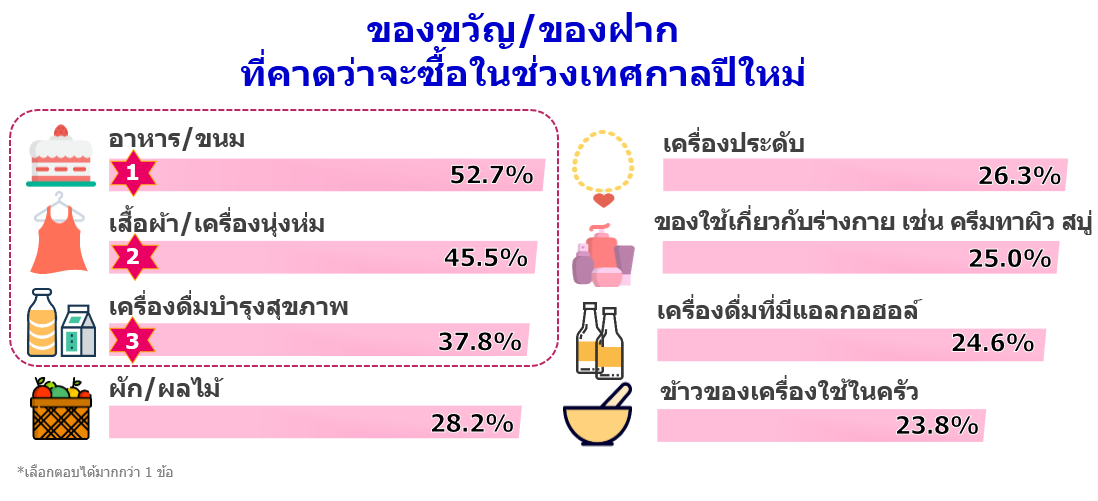 ของขวัญ/ของฝาก
ที่คาดว่าจะซื้อในช่วงเทศกาลปีใหม่
อาหาร/ขนม
1
52.7%
เสื้อผ้า/เครื่องนุ่งห่ม
2
45.5%
เครื่องดื่มบำรุงสุขภาพ
3
37.8%
ผัก/ผลไม้
28.2%
เครื่องประดับ
26.3%
ของใช้เกี่ยวกับร่างกาย เช่น ครีมทาผิว สบู่
25.0%
เครื่องดื่มที่มีแอลกอฮอล์
24.6%
ข้าวของเครื่องใช้ในครัว
23.8%
*เลือกตอบได้มากกว่า 1 ข้อ